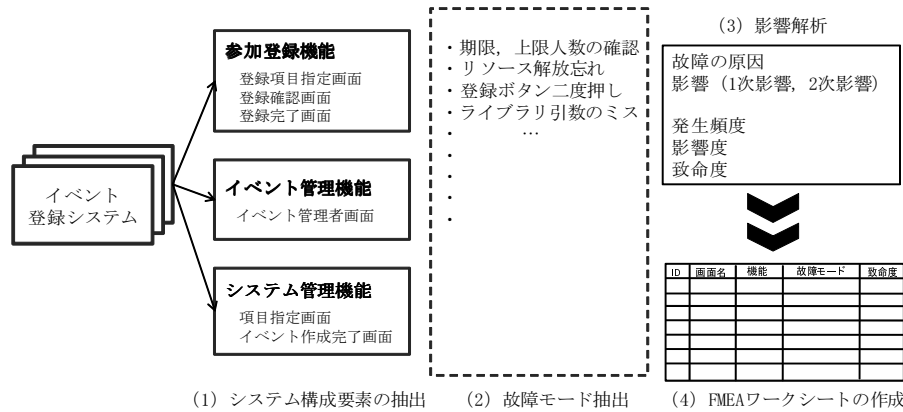 イベント
登録システム
参加登録機能
登録項目指定画面
登録確認画面
登録完了画面
イベント管理機能
イベント管理者画面
システム管理機能
項目指定画面
イベント作成完了画面
(1) システム構成要素の抽出
・期限, 上限人数の確認
・リソース解放忘れ
・登録ボタン二度押し
・ライブラリ引数のミス
・ …
・
・
・
・
(2) 故障モード抽出
(3) 影響解析
故障の原因
影響 (1次影響, 2次影響)
発生頻度
影響度
致命度
ID 画面名 機能 故障モード 致命度
(4) FMEAワークシートの作成